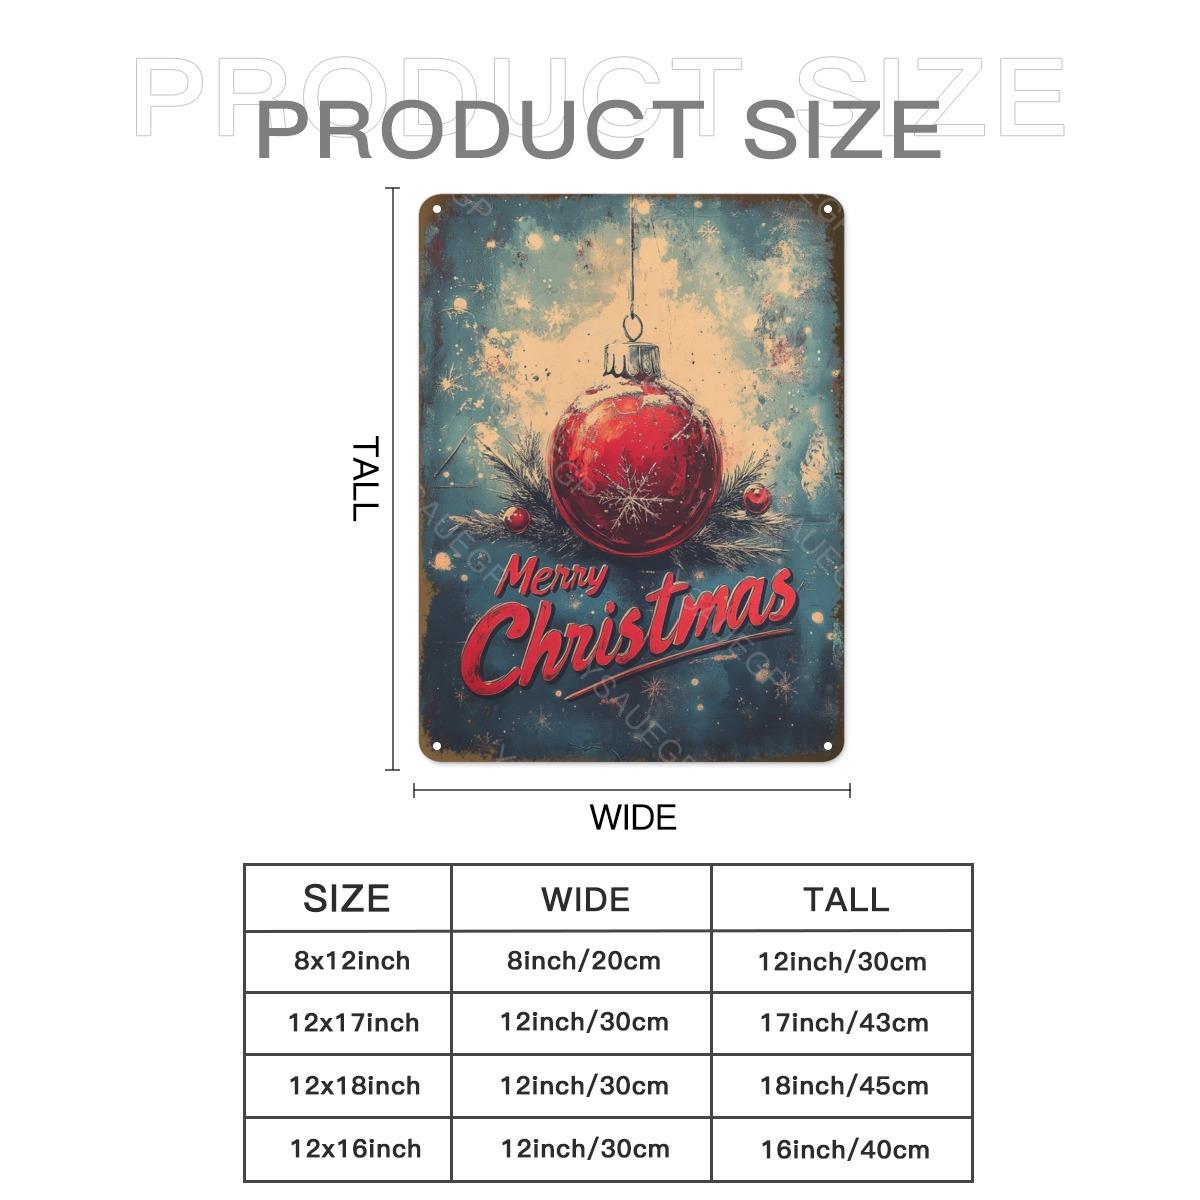 PRODUCT SIZE
PRODUCT SIZE
TALL
Merry
Christmas
YSAUEGP
WIDE
SIZE WIDE TALL
8x12inch 8inch/20cm 12inch/30cm
12x17inch 12inch/30cm 17inch/43cm
12x18inch 12inch/30cm 18inch/45cm
12x16inch 12inch/30cm 16inch/40cm